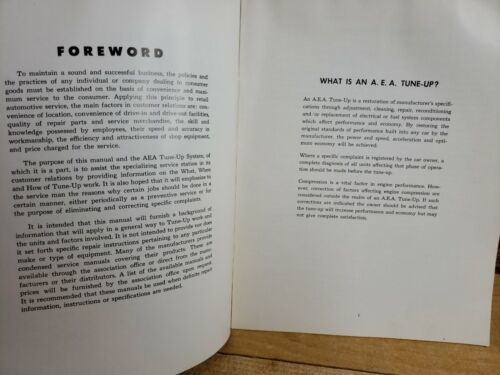 FOREWORD
To maintain a sound and successful business, the policies and
the practices of any individual or company dealing in consumer
goods must be established on the basis of convenience and maxi-
mum service to the consumer. Applying this principle to retail
automotive service, the main factors in customer relations are: con-
venience of location, convenience of drive-in and drive-out facilities,
quality of repair parts and service merchandise, the skill and
knowledge possessed by employees, their speed and accuracy in
workmanship, the efficiency and attractiveness of shop equipment,
and price charged for the service.
The purpose of this manual and the AEA Tune-Up System, of
which it is a part, is to assist the specializing service station in its
customer relations by providing information on the What, When
and How of Tune-Up work. It is also hoped that it will emphasize to
the service man the reasons why certain jobs should be done in a
certain manner, either periodically as a preventive service or for
the purpose of eliminating and correcting specific complaints.
It is intended that this manual will furnish a background of
information that will apply in a general way to Tune-Up work and
the units and factors involved. It is not intended to provide nor does
it set forth specific repair instructions pertaining to any particular
make or type of equipment. Many of the manufacturers provide
condensed service manuals covering their products. These are
available through the association office or direct from the manu-
facturers or their distributors. A list of the available manuals and
prices will be furnished by the association office upon request.
It is recommended that these manuals be used when definite repair
information, instructions or specifications are needed.
WHAT IS AN A. E. A. TUNE-UP?
An A.E.A. Tune-Up is a restoration of manufacturer's specifi-
cations through adjustment, cleaning, repair, reconditioning
and/or replacement of electrical or fuel system components
which affect performance and economy. By restoring the
original standards of performance built into any car by the
manufacturer, the power and speed, acceleration and opti-
mum economy will be achieved.
Where a specific complaint is registered by the car owner, a
complete diagnosis of all units affecting that phase of opera-
tion should be made before the tune-up.
Compression is a vital factor in engine performance. How-
ever, correction of factors affecting engine compression are
considered outside the realm of an A.E.A. Tune-Up. If such
corrections are indicated the owner should be advised that
the tune-up will increase performance and economy but may
not give complete satisfaction.
1